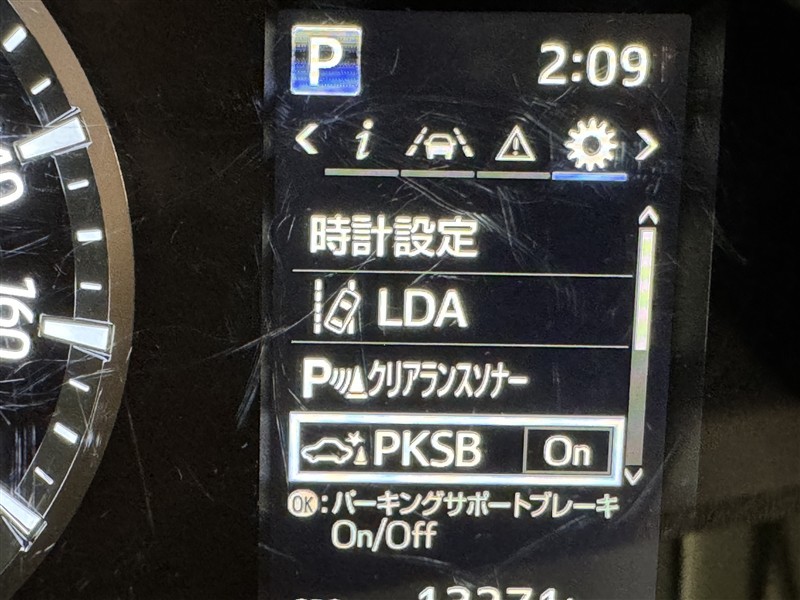 P 2:09
< i >
時計設定
LDA
Pクリアランスソナー
PKSB On
OK:パーキングサポートブレーキ
On/Off
160